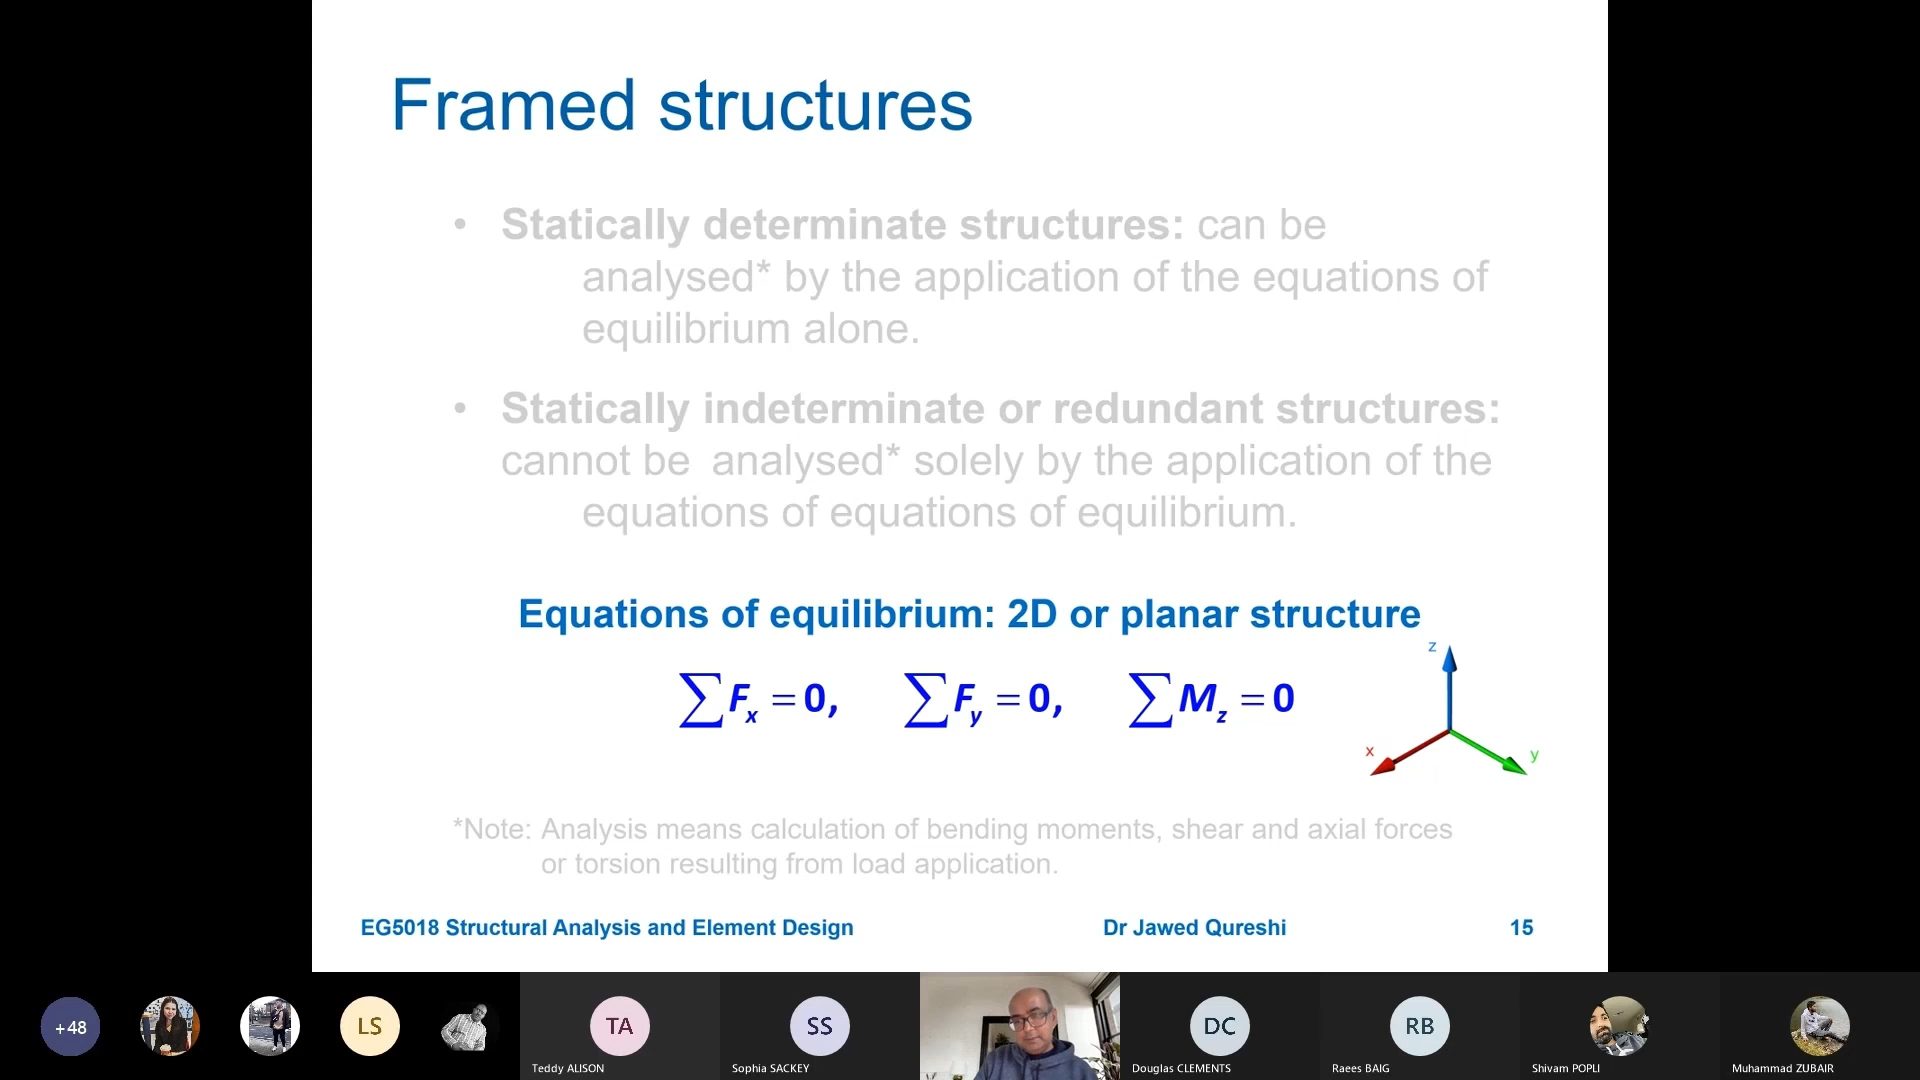 Framed structures
• Statically determinate structures: can be
analysed* by the application of the equations of
equilibrium alone.
• Statically indeterminate or redundant structures:
cannot be analysed* solely by the application of the
equations of equations of equilibrium.
Equations of equilibrium: 2D or planar structure
∑Fx = 0, ∑Fy = 0, ∑Mz = 0
z
x
y
*Note: Analysis means calculation of bending moments, shear and axial forces
or torsion resulting from load application.
EG5018 Structural Analysis and Element Design Dr Jawed Qureshi 15
+48 LS TA SS DC RB
Teddy ALISON Sophia SACKEY Douglas CLEMENTS Raees BAIG Shivam POPLI Muhammad ZUBAIR